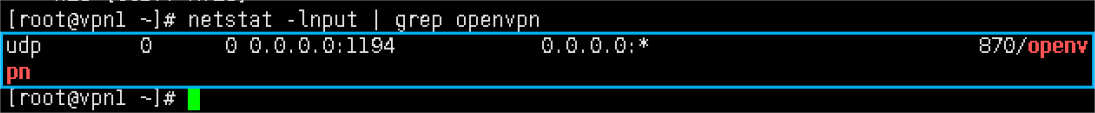 [root@vpn1 ~]# netstat -lnput | grep openvpn
udp        0      0 0.0.0.0:1194            0.0.0.0:*                           870/openv
pn
[root@vpn1 ~]#